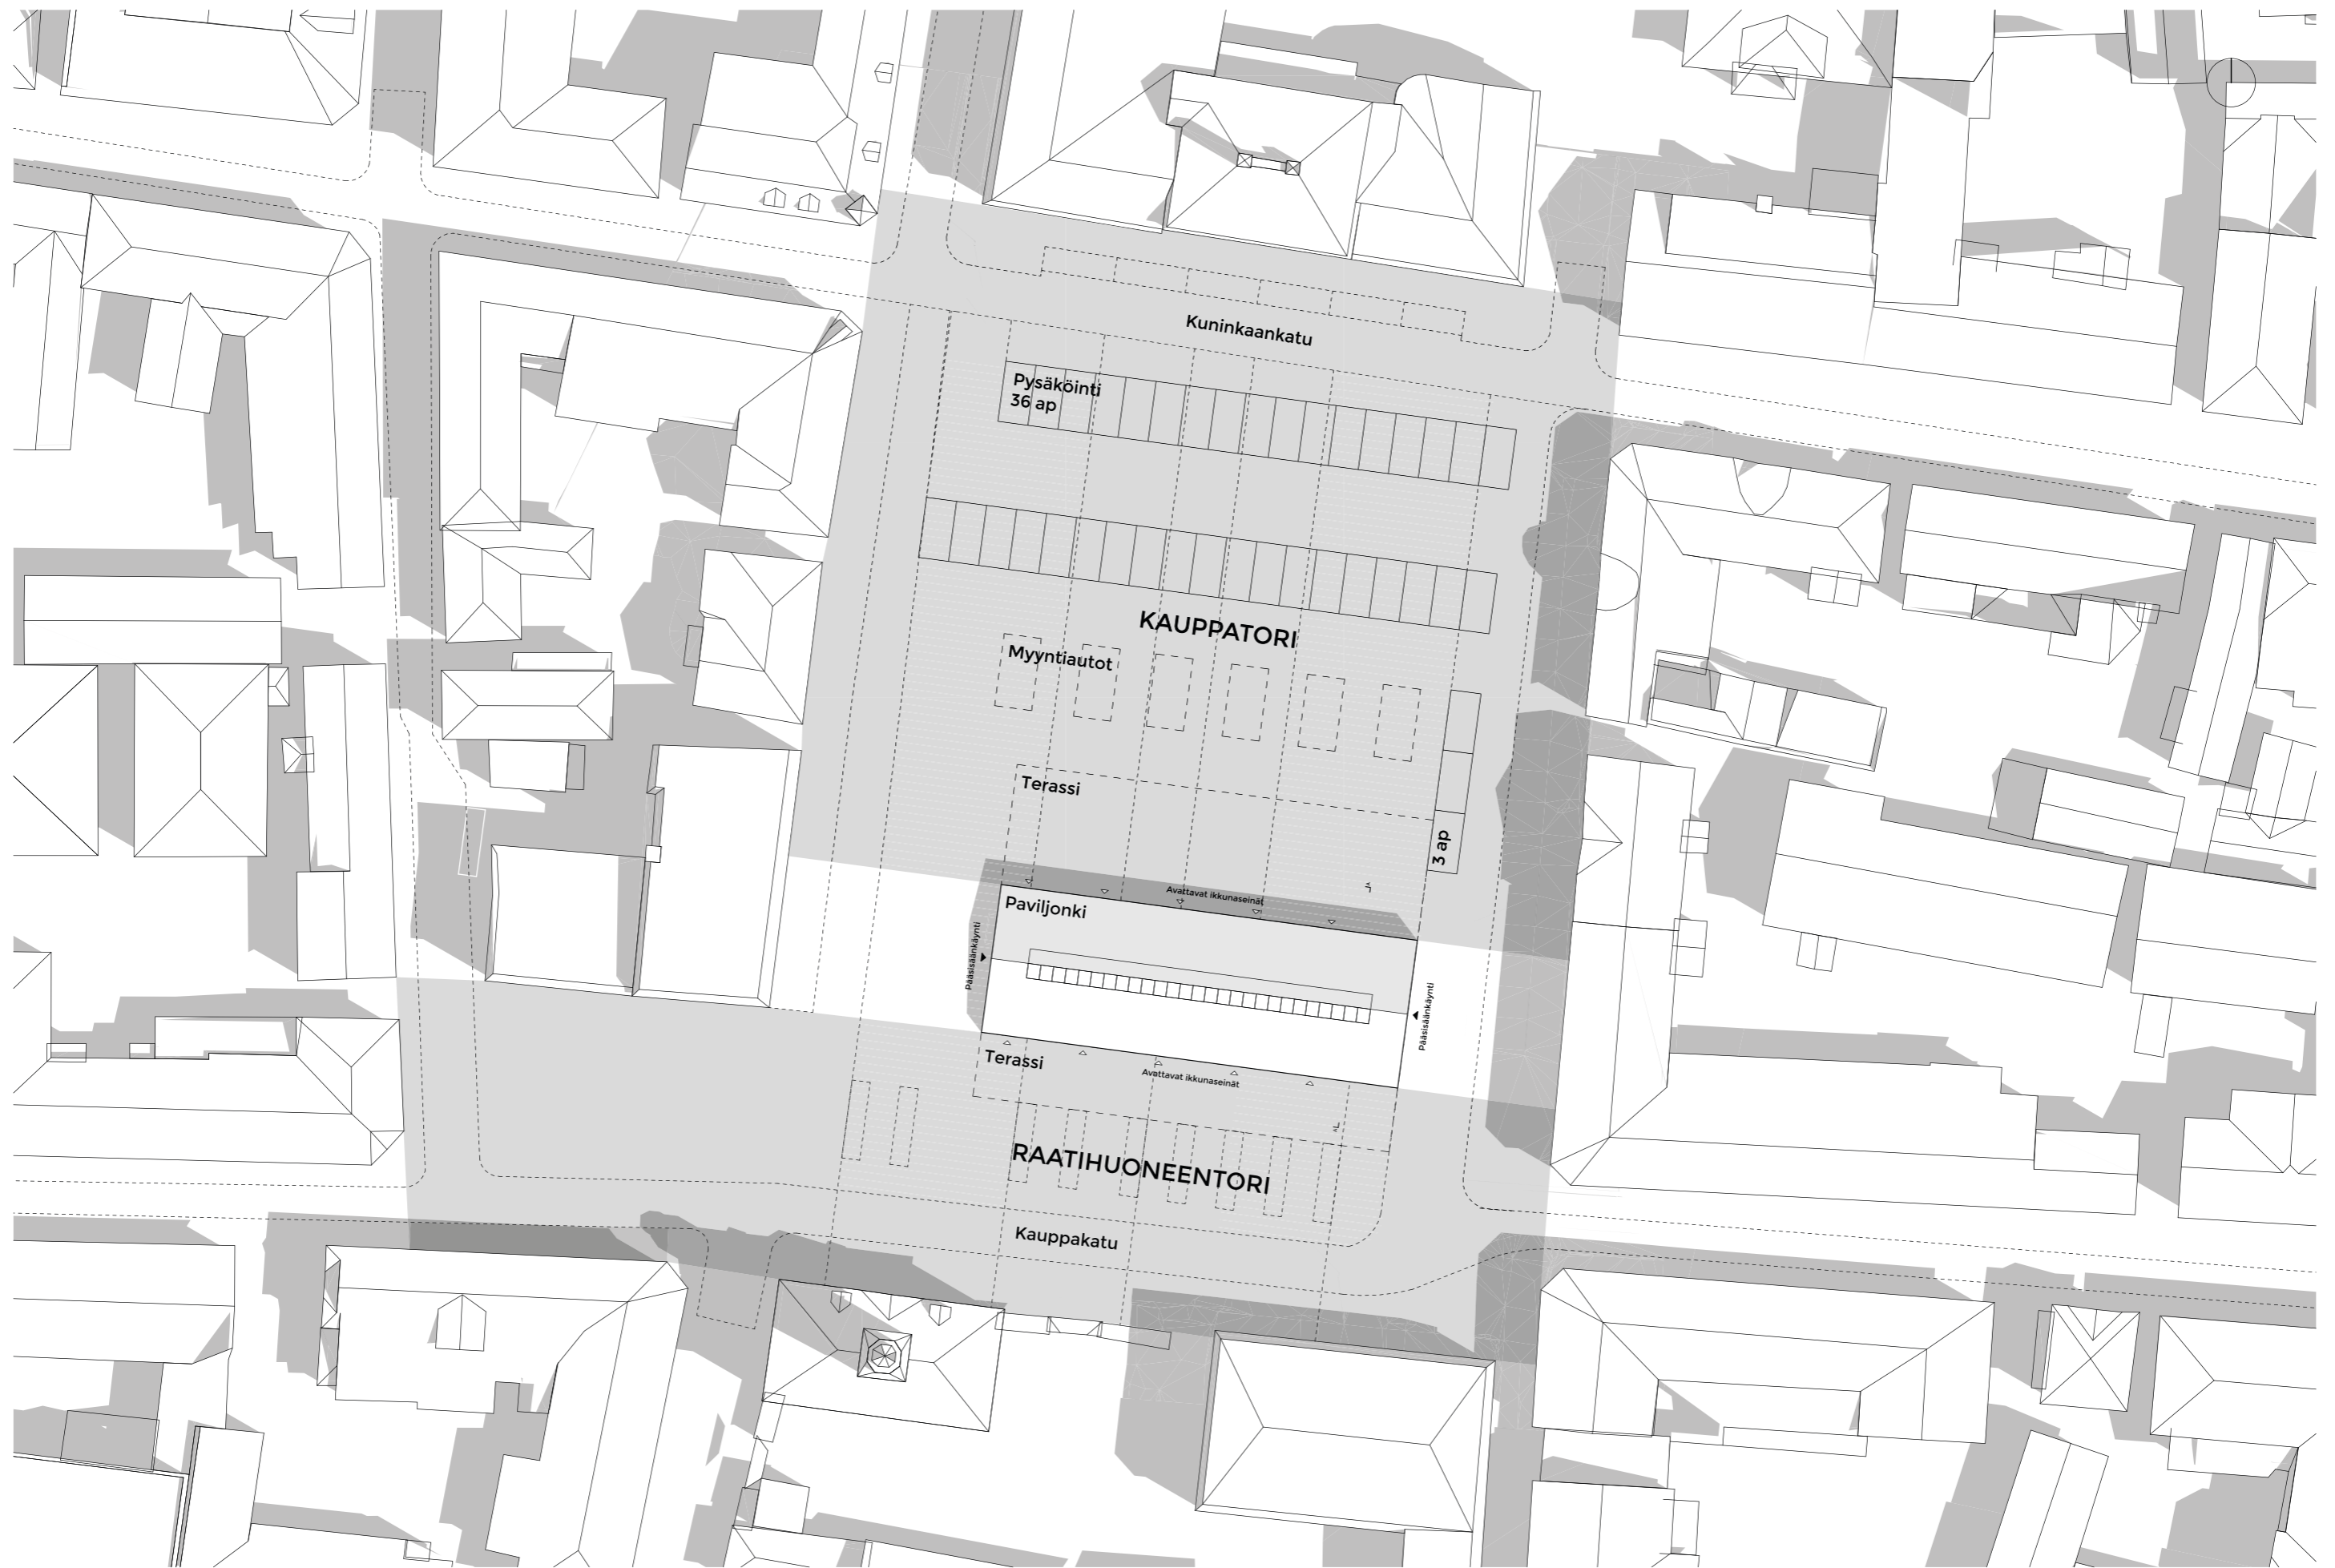 Kuninkaankatu
Pysäköinti
36 ap
KAUPPATORI
Myyntiautot
Terassi
3 ap
Avattavat ikkunaseinät
Paviljonki
Pääsisäänkäynti
Pääsisäänkäynti
Terassi
Avattavat ikkunaseinät
RAATIHUONEENTORI
Kauppakatu